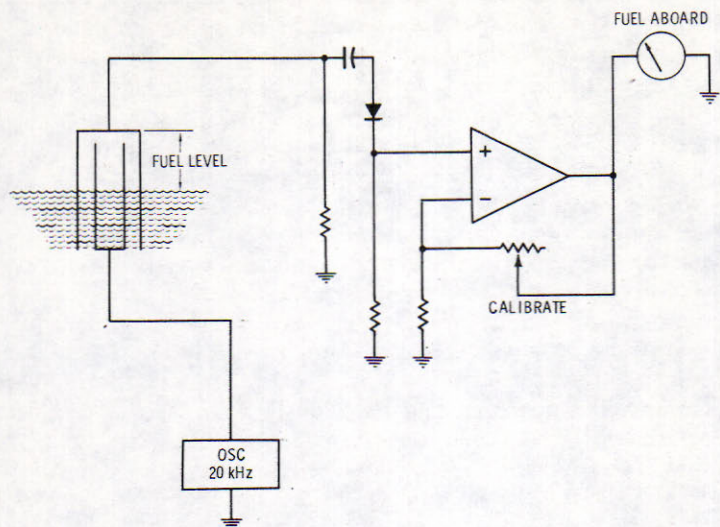 FUEL ABOARD
FUEL LEVEL
+
−
CALIBRATE
OSC
20 kHz